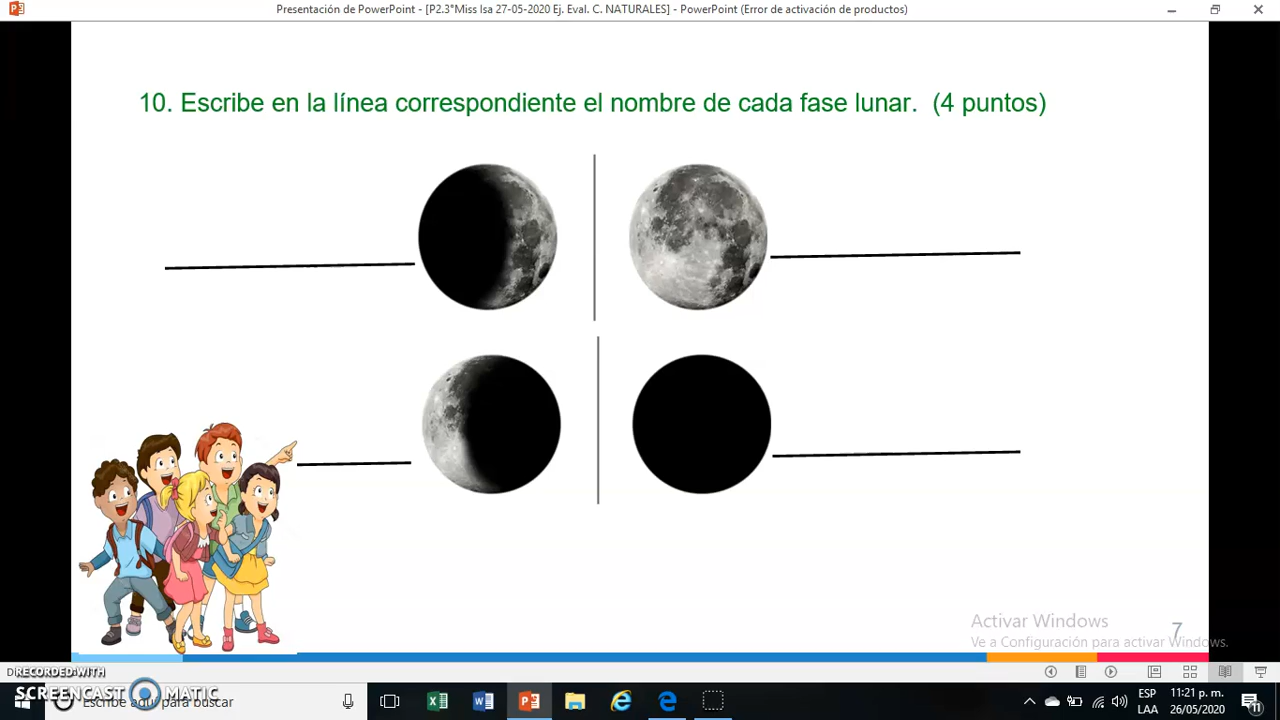 Presentación de PowerPoint - [P2.3°Miss Isa 27-05-2020 Ej. Eval. C. NATURALES] - PowerPoint (Error de activación de productos)
10. Escribe en la línea correspondiente el nombre de cada fase lunar. (4 puntos)
Activar Windows
Ve a Configuración para activar Windows.
7
RECORDED WITH
SCREENCAST MATIC
Escribe aquí para buscar
ESP
LAA
11:21 p. m.
26/05/2020
11